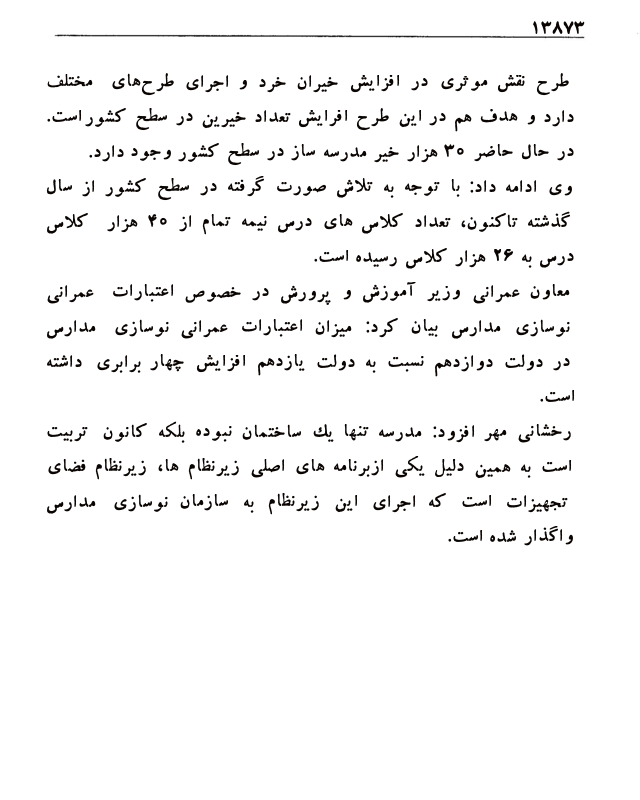 ۱۳۸۷۳
طرح نقش موثری در افزایش خیران خرد و اجرای طرح‌های مختلف
دارد و هدف هم در این طرح افرایش تعداد خیرین در سطح کشوراست.
در حال حاضر ۳۰ هزار خیر مدرسه ساز در سطح کشور وجود دارد.
وی ادامه داد: با توجه به تلاش صورت گرفته در سطح کشور از سال
گذشته تاکنون، تعداد کلاس های درس نیمه تمام از ۴۰ هزار کلاس
درس به ۲۶ هزار کلاس رسیده است.
معاون عمرانی وزیر آموزش و پرورش در خصوص اعتبارات عمرانی
نوسازی مدارس بیان کرد: میزان اعتبارات عمرانی نوسازی مدارس
در دولت دوازدهم نسبت به دولت یازدهم افزایش چهار برابری داشته
است.
رخشانی مهر افزود: مدرسه تنها یك ساختمان نبوده بلکه کانون تربیت
است به همین دلیل یکی ازبرنامه های اصلی زیرنظام ها، زیرنظام فضای
تجهیزات است که اجرای این زیرنظام به سازمان نوسازی مدارس
واگذار شده است.